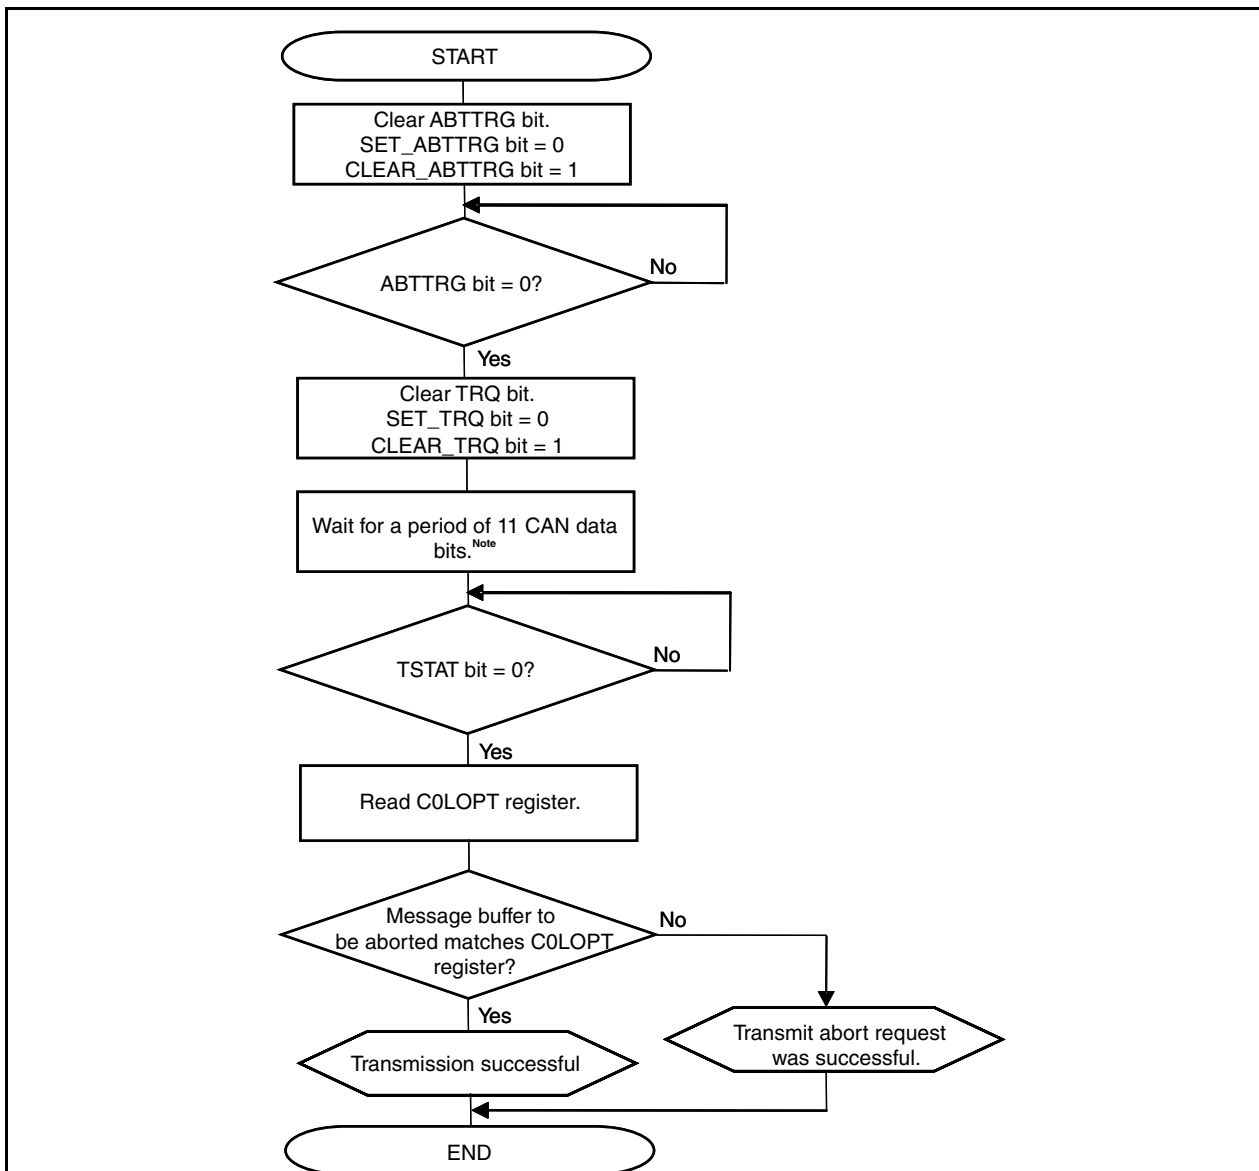 START
Clear ABTTRG bit.
SET_ABTTRG bit = 0
CLEAR_ABTTRG bit = 1
ABTTRG bit = 0?
No
Yes
Clear TRQ bit.
SET_TRQ bit = 0
CLEAR_TRQ bit = 1
Wait for a period of 11 CAN data
bits.Note
TSTAT bit = 0?
No
Yes
Read C0LOPT register.
Message buffer to
be aborted matches C0LOPT
register?
No
Yes
Transmission successful
Transmit abort request
was successful.
END